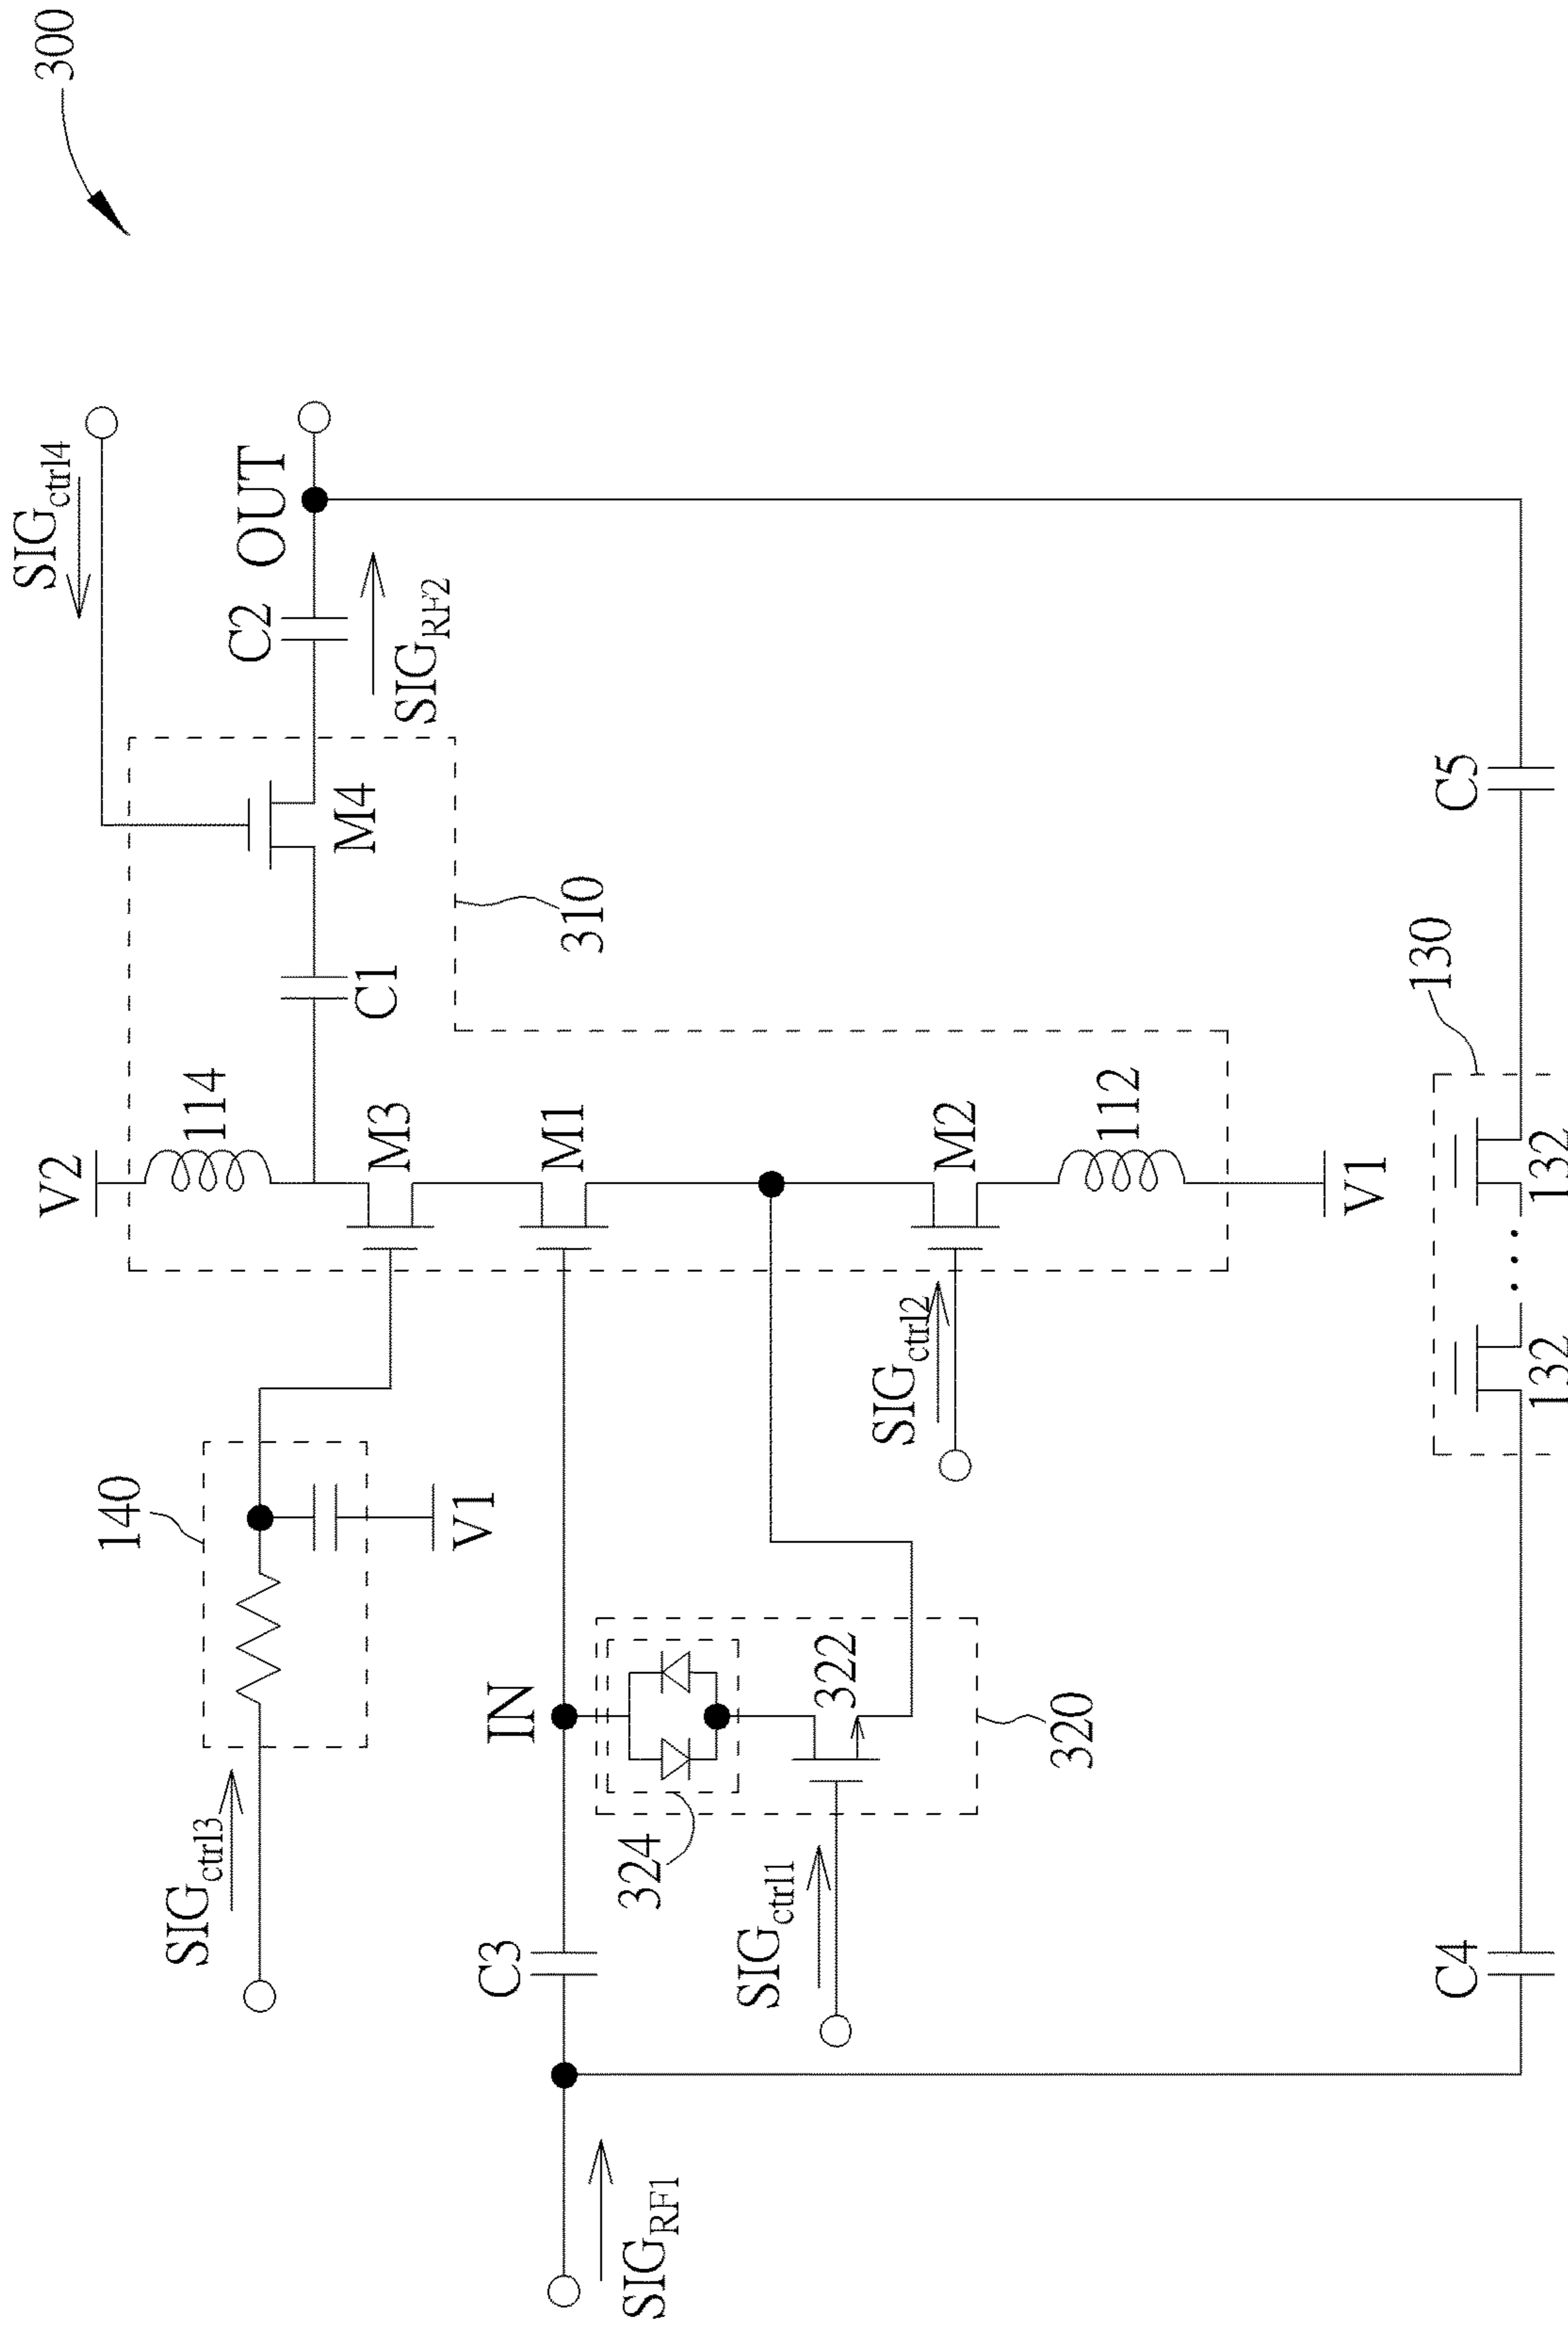 300
SIGctrl4
V2
114
140
SIGctrl3
V1
M3
C1
M4
C2
OUT
SIGRF2
310
M1
IN
C3
SIGRF1
324
322
SIGctrl1
320
SIGctrl2
M2
112
V1
C4
130
132
...
132
C5